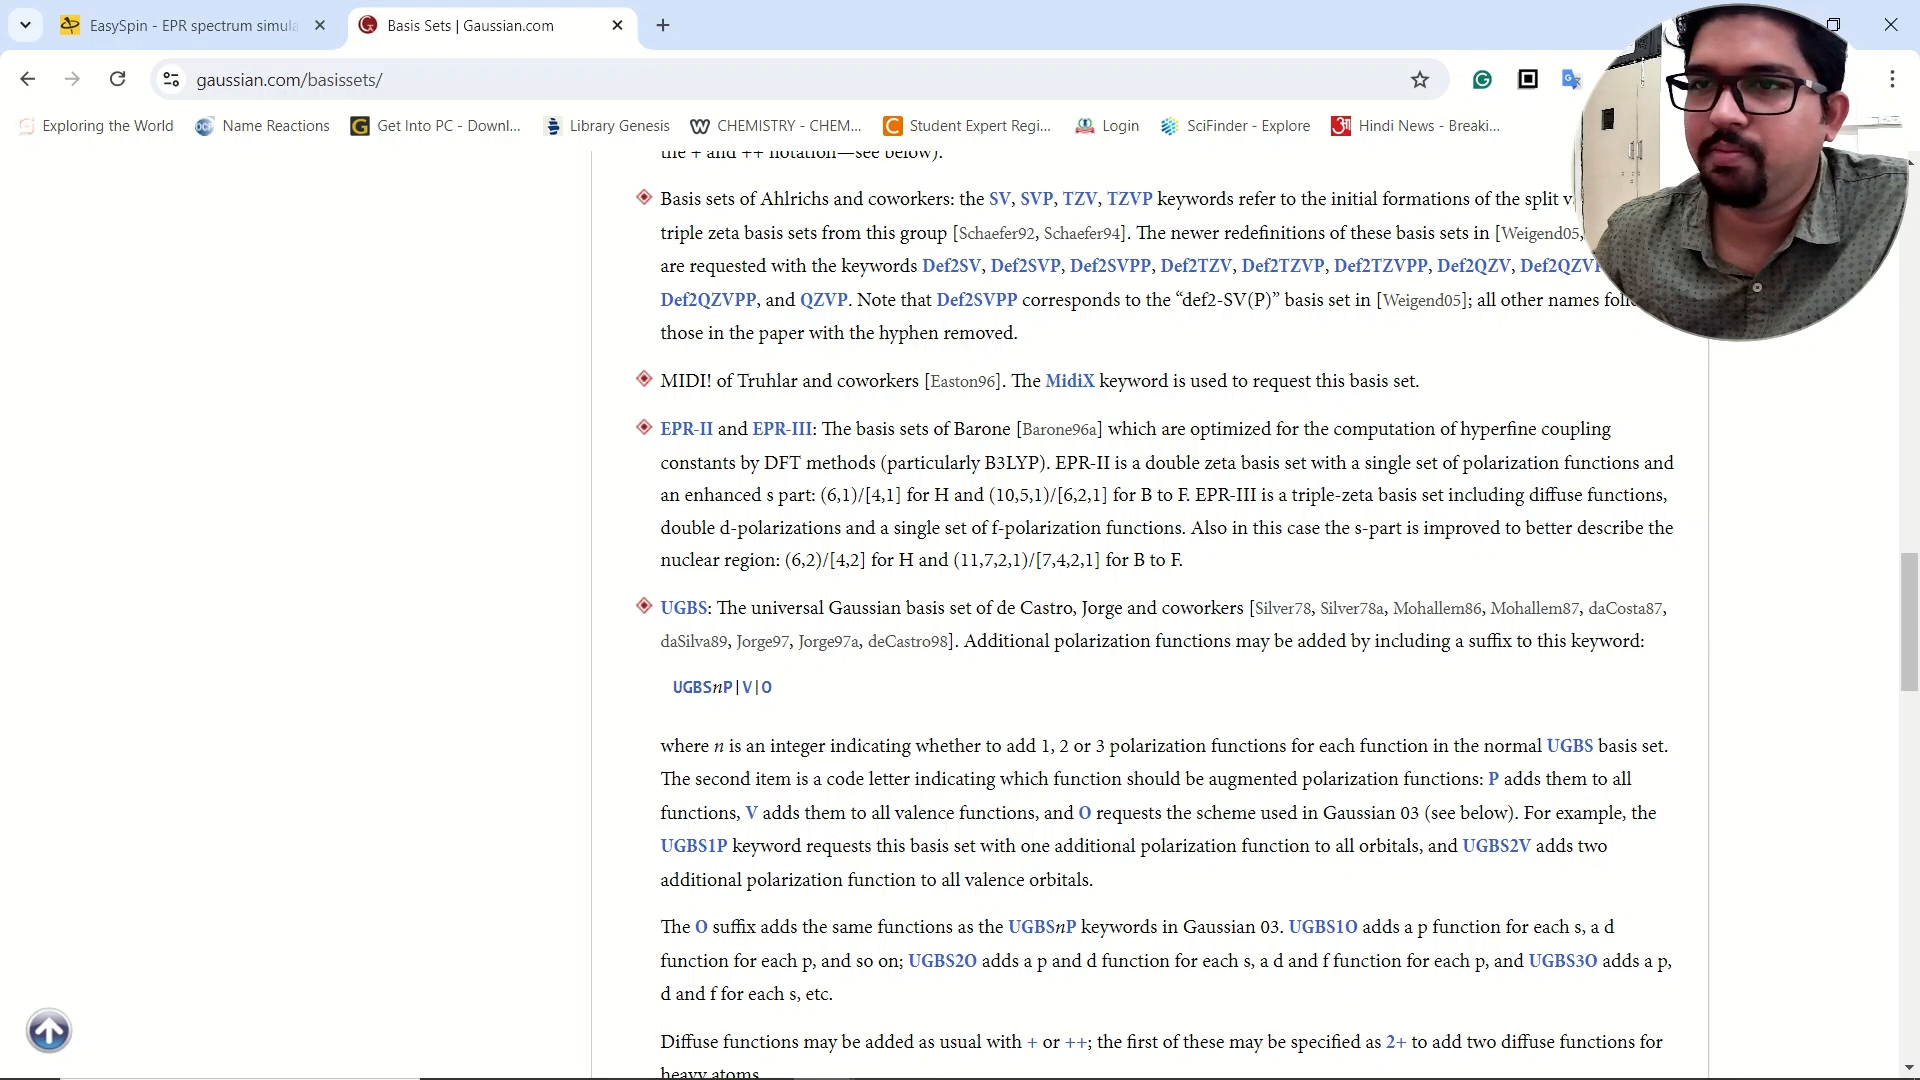 EasySpin - EPR spectrum simula
Basis Sets | Gaussian.com
gaussian.com/basissets/
Exploring the World
Name Reactions
Get Into PC - Downl...
Library Genesis
CHEMISTRY - CHEM...
Student Expert Regi...
Login
SciFinder - Explore
Hindi News - Breaki...
the + and ++ notation—see below).
Basis sets of Ahlrichs and coworkers: the SV, SVP, TZV, TZVP keywords refer to the initial formations of the split v
triple zeta basis sets from this group [Schaefer92, Schaefer94]. The newer redefinitions of these basis sets in [Weigend05,
are requested with the keywords Def2SV, Def2SVP, Def2SVPP, Def2TZV, Def2TZVP, Def2TZVPP, Def2QZV, Def2QZVP
Def2QZVPP, and QZVP. Note that Def2SVPP corresponds to the “def2-SV(P)” basis set in [Weigend05]; all other names follo
those in the paper with the hyphen removed.
MIDI! of Truhlar and coworkers [Easton96]. The MidiX keyword is used to request this basis set.
EPR-II and EPR-III: The basis sets of Barone [Barone96a] which are optimized for the computation of hyperfine coupling
constants by DFT methods (particularly B3LYP). EPR-II is a double zeta basis set with a single set of polarization functions and
an enhanced s part: (6,1)/[4,1] for H and (10,5,1)/[6,2,1] for B to F. EPR-III is a triple-zeta basis set including diffuse functions,
double d-polarizations and a single set of f-polarization functions. Also in this case the s-part is improved to better describe the
nuclear region: (6,2)/[4,2] for H and (11,7,2,1)/[7,4,2,1] for B to F.
UGBS: The universal Gaussian basis set of de Castro, Jorge and coworkers [Silver78, Silver78a, Mohallem86, Mohallem87, daCosta87,
daSilva89, Jorge97, Jorge97a, deCastro98]. Additional polarization functions may be added by including a suffix to this keyword:
UGBSnP|V|O
where n is an integer indicating whether to add 1, 2 or 3 polarization functions for each function in the normal UGBS basis set.
The second item is a code letter indicating which function should be augmented polarization functions: P adds them to all
functions, V adds them to all valence functions, and O requests the scheme used in Gaussian 03 (see below). For example, the
UGBS1P keyword requests this basis set with one additional polarization function to all orbitals, and UGBS2V adds two
additional polarization function to all valence orbitals.
The O suffix adds the same functions as the UGBSnP keywords in Gaussian 03. UGBS1O adds a p function for each s, a d
function for each p, and so on; UGBS2O adds a p and d function for each s, a d and f function for each p, and UGBS3O adds a p,
d and f for each s, etc.
Diffuse functions may be added as usual with + or ++; the first of these may be specified as 2+ to add two diffuse functions for
heavy atoms.